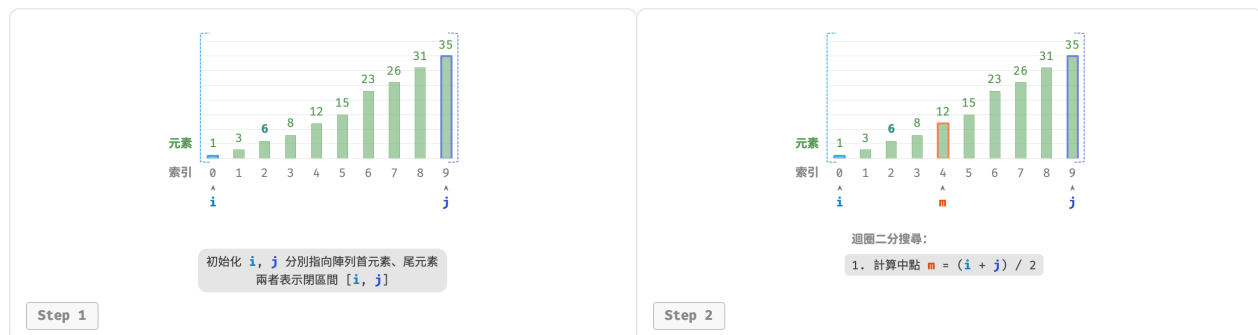 35
31
26
23
15
12
8
6
3
元素 1
索引 0 1 2 3 4 5 6 7 8 9
i j
初始化 i, j 分別指向陣列首元素、尾元素
兩者表示閉區間 [i, j]
Step 1
35
31
26
23
15
12
8
6
3
元素 1
索引 0 1 2 3 4 5 6 7 8 9
i m j
迴圈二分搜尋：
1. 計算中點 m = (i + j) / 2
Step 2